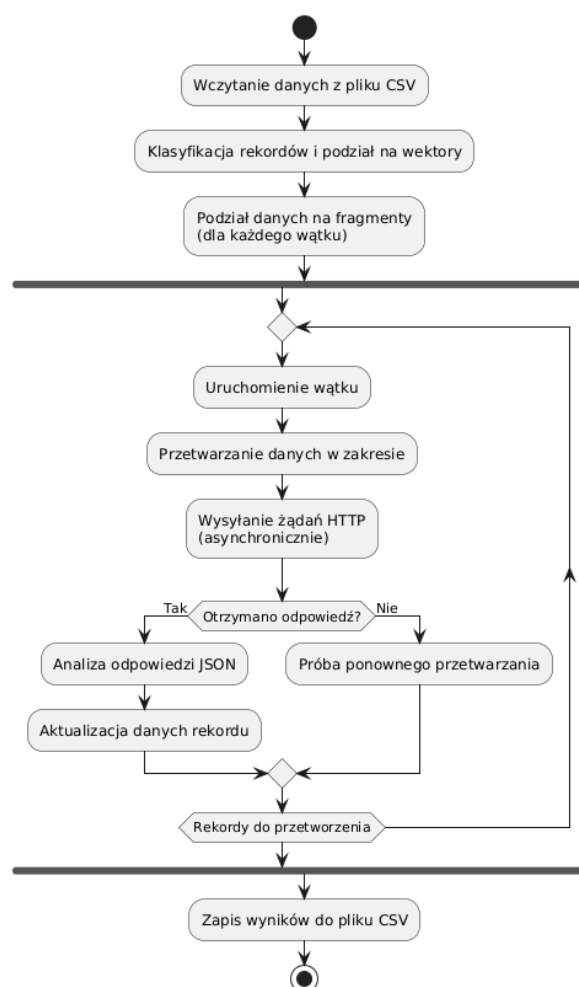 Wczytanie danych z pliku CSV
Klasyfikacja rekordów i podział na wektory
Podział danych na fragmenty
(dla każdego wątku)
Uruchomienie wątku
Przetwarzanie danych w zakresie
Wysyłanie żądań HTTP
(asynchronicznie)
Otrzymano odpowiedź?
Tak
Nie
Analiza odpowiedzi JSON
Próba ponownego przetwarzania
Aktualizacja danych rekordu
Rekordy do przetworzenia
Zapis wyników do pliku CSV